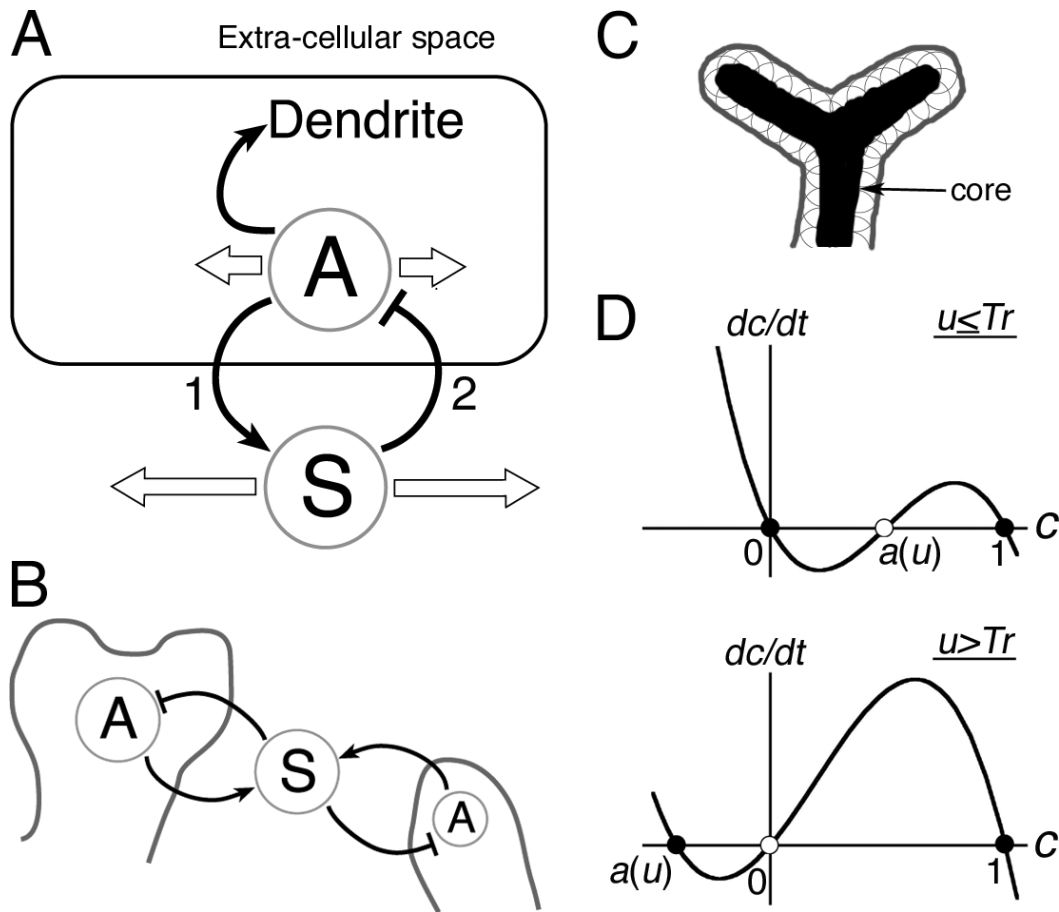 A
Extra-cellular space
Dendrite
A
1
2
S
B
A
S
A
C
core
D
dc/dt
u≤Tr
0
a(u)
1
c
dc/dt
u>Tr
a(u)
0
1
c